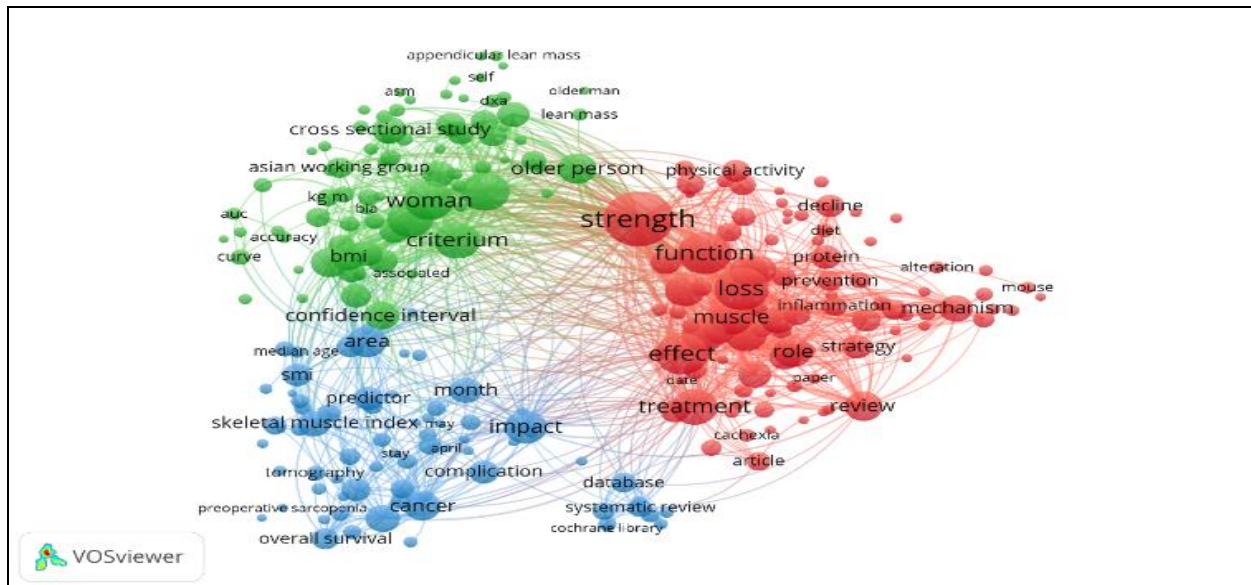 appendicular lean mass
self
older man
asm
dxa
lean mass
cross sectional study
asian working group
older person
physical activity
kg m
woman
bia
strength
decline
auc
diet
accuracy
criterium
function
protein
curve
bmi
associated
prevention
alteration
loss
mouse
inflammation
mechanism
confidence interval
muscle
area
effect
role
strategy
median age
smi
date
paper
predictor
month
treatment
review
skeletal muscle index
may
impact
cachexia
stay
april
article
tomography
complication
database
preoperative sarcopenia
cancer
systematic review
cochrane library
overall survival
VOSviewer